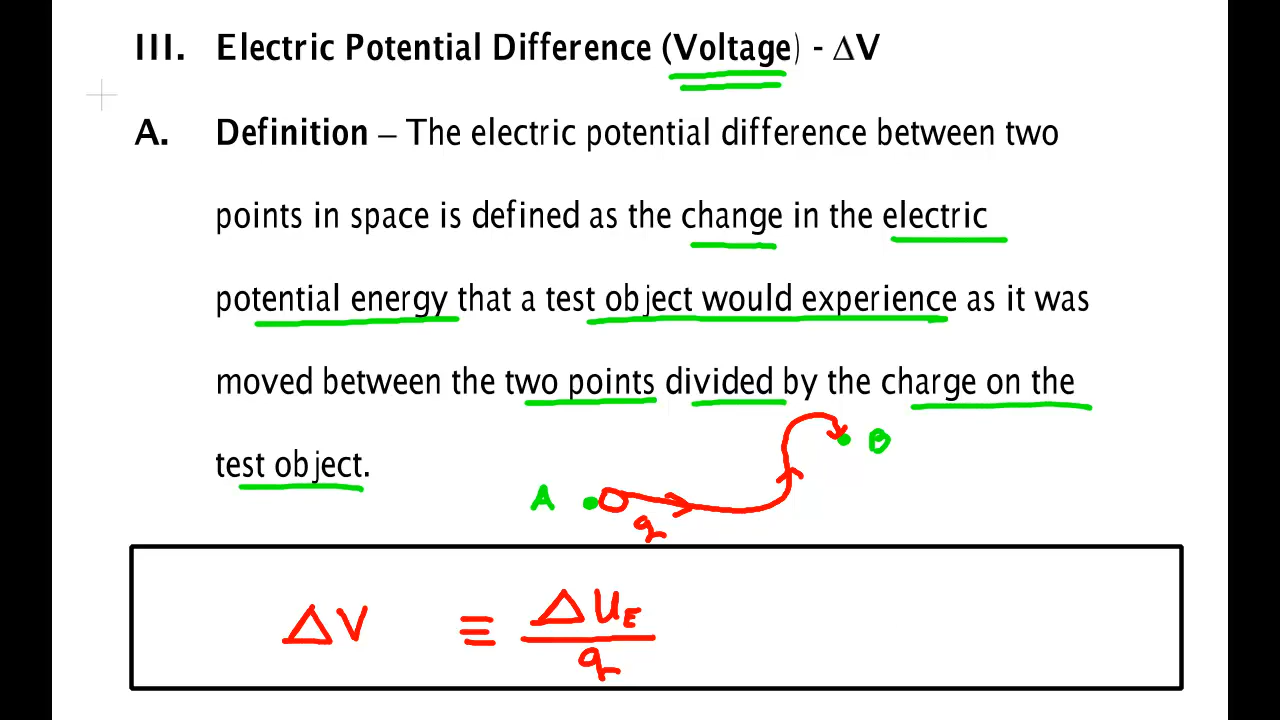 III. Electric Potential Difference (Voltage) - ΔV
A. Definition – The electric potential difference between two
points in space is defined as the change in the electric
potential energy that a test object would experience as it was
moved between the two points divided by the charge on the
test object.
A B
q
ΔV ≡ ΔU_E
q